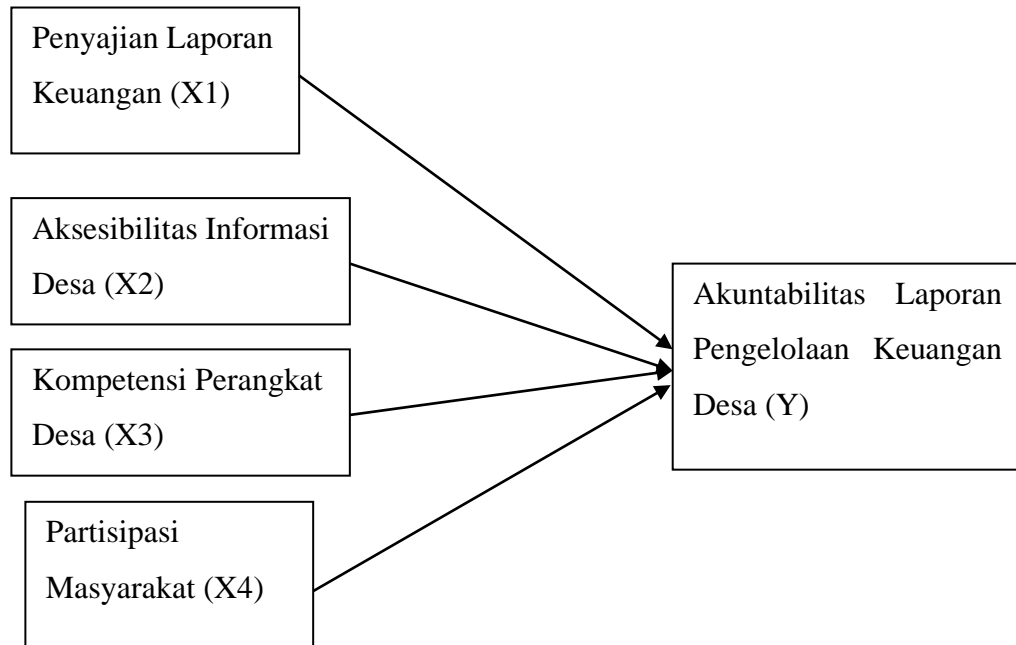 Penyajian Laporan
Keuangan (X1)
Aksesibilitas Informasi
Desa (X2)
Kompetensi Perangkat
Desa (X3)
Partisipasi
Masyarakat (X4)
Akuntabilitas Laporan
Pengelolaan Keuangan
Desa (Y)